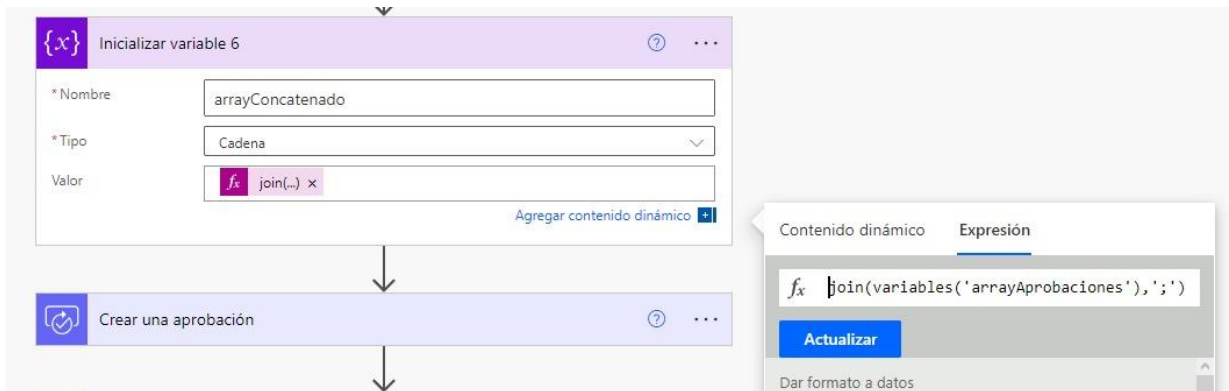 {x} Inicializar variable 6
*Nombre arrayConcatenado
*Tipo Cadena
Valor fx join(...) ×
Agregar contenido dinámico
Crear una aprobación
Contenido dinámico Expresión
fx join(variables('arrayAprobaciones'),';')
Actualizar
Dar formato a datos